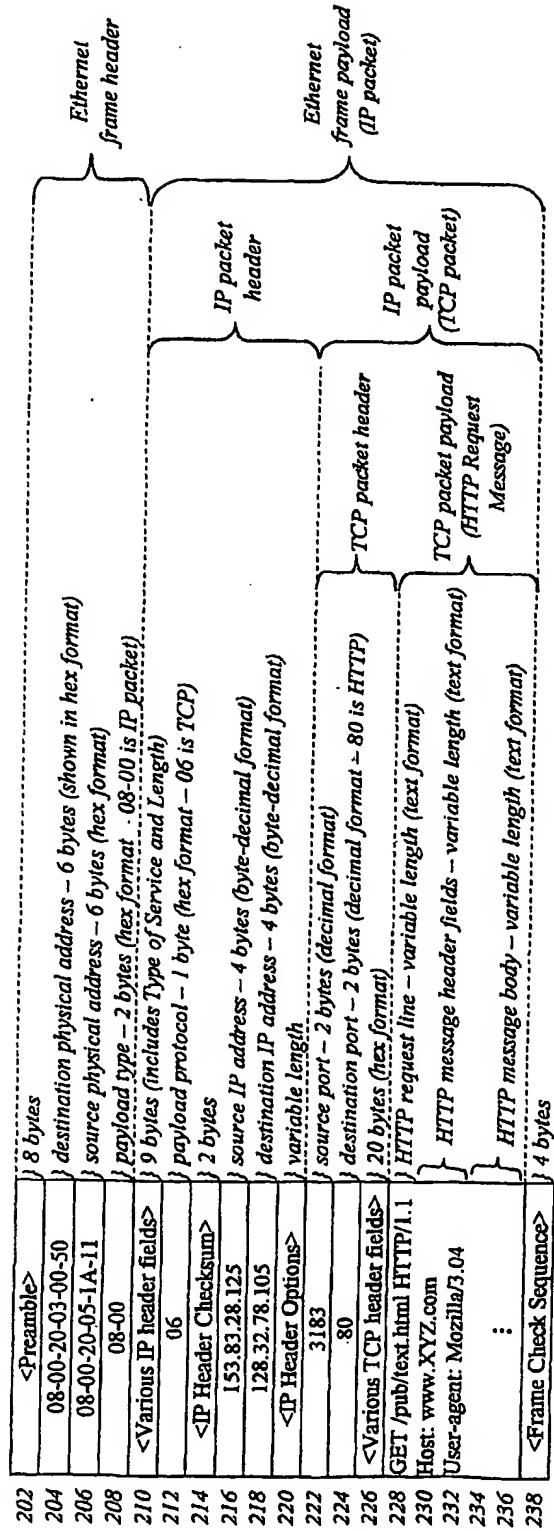 202 <Preamble> } 8 bytes
204 08-00-20-03-00-50 } destination physical address – 6 bytes (shown in hex format)
206 08-00-20-05-1A-11 } source physical address – 6 bytes (hex format)
208 08-00 } payload type – 2 bytes (hex format - 08-00 is IP packet)
210 <Various IP header fields> } 9 bytes (includes Type of Service and Length)
212 06 } payload protocol – 1 byte (hex format – 06 is TCP)
214 <IP Header Checksum> } 2 bytes
216 153.83.28.125 } source IP address – 4 bytes (byte-decimal format)
218 128.32.78.105 } destination IP address – 4 bytes (byte-decimal format)
220 <IP Header Options> } variable length
222 3183 } source port – 2 bytes (decimal format)
224 80 } destination port – 2 bytes (decimal format – 80 is HTTP)
226 <Various TCP header fields> } 20 bytes (hex format)
228 GET /pub/text.html HTTP/1.1 } HTTP request line – variable length (text format)
230 Host: www.XYZ.com
232 User-agent: Mozilla/3.04
HTTP message header fields – variable length (text format)
234
236 ⋮
HTTP message body – variable length (text format)
238 <Frame Check Sequence> } 4 bytes
TCP packet header
TCP packet payload
(HTTP Request
Message)
IP packet
header
IP packet
payload
(TCP packet)
Ethernet
frame header
Ethernet
frame payload
(IP packet)